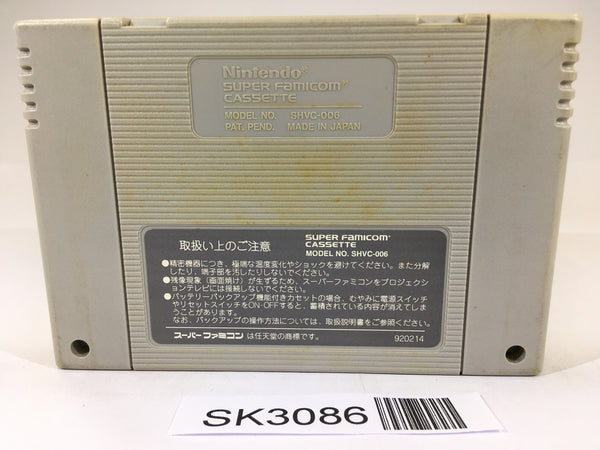 Nintendo®
SUPER FAMICOM®
CASSETTE
MODEL NO. SHVC-006
PAT. PEND. MADE IN JAPAN
取扱い上のご注意
SUPER FAMICOM®
CASSETTE
MODEL NO. SHVC-006
●精密機器につき、極端な温度変化やショックを避けてください。また分解
したり、端子部を汚したりしないでください。
●残像現象（画面焼け）が生ずるため、スーパーファミコンをプロジェクシ
ョンテレビには接続しないでください。
●バッテリーバックアップ機能付きカセットの場合、むやみに電源スイッチ
やリセットスイッチをON・OFFすると、蓄積されている内容が消えてしま
うことがあります。
なお、バックアップの操作方法については、取扱説明書をご参照ください。
スーパーファミコン は任天堂の商標です。
920214
SK3086